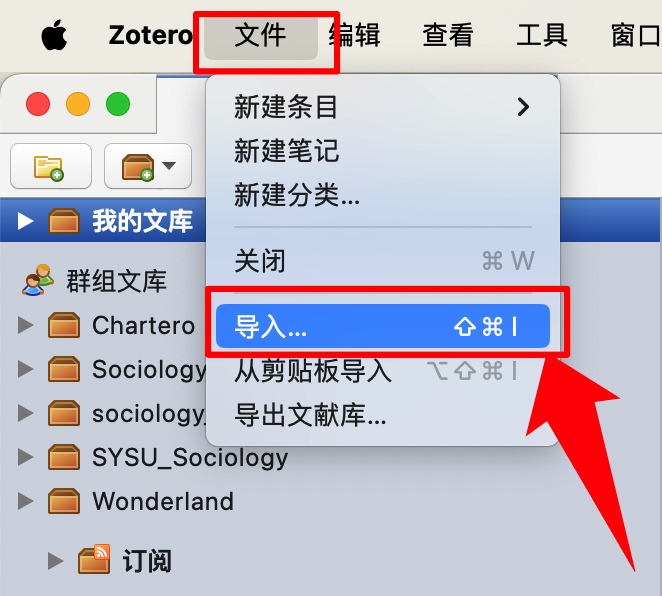 Zotero 文件 编辑 查看 工具 窗口
新建条目
新建笔记
新建分类...
关闭 ⌘ W
导入... ⇧ ⌘ I
从剪贴板导入 ⌥ ⇧ ⌘ I
导出文献库...
我的文库
群组文库
Chartero
Sociology
sociology_
SYSU_Sociology
Wonderland
订阅